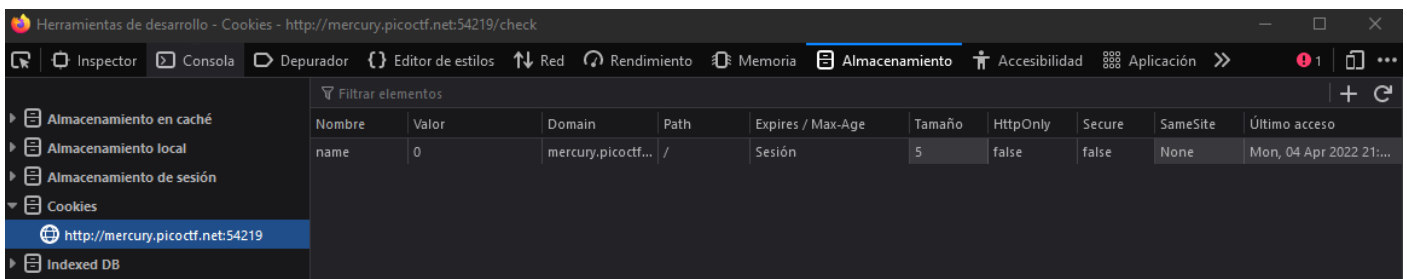 Herramientas de desarrollo - Cookies - http://mercury.picoctf.net:54219/check
Inspector Consola Depurador Editor de estilos Red Rendimiento Memoria Almacenamiento Accesibilidad Aplicación 1
Filtrar elementos
Almacenamiento en caché
Almacenamiento local
Almacenamiento de sesión
Cookies
http://mercury.picoctf.net:54219
Indexed DB
Nombre Valor Domain Path Expires / Max-Age Tamaño HttpOnly Secure SameSite Último acceso
name 0 mercury.picoctf... / Sesión 5 false false None Mon, 04 Apr 2022 21:...